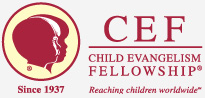 CEF
CHILD EVANGELISM
FELLOWSHIP®
Since 1937
Reaching children worldwide℠